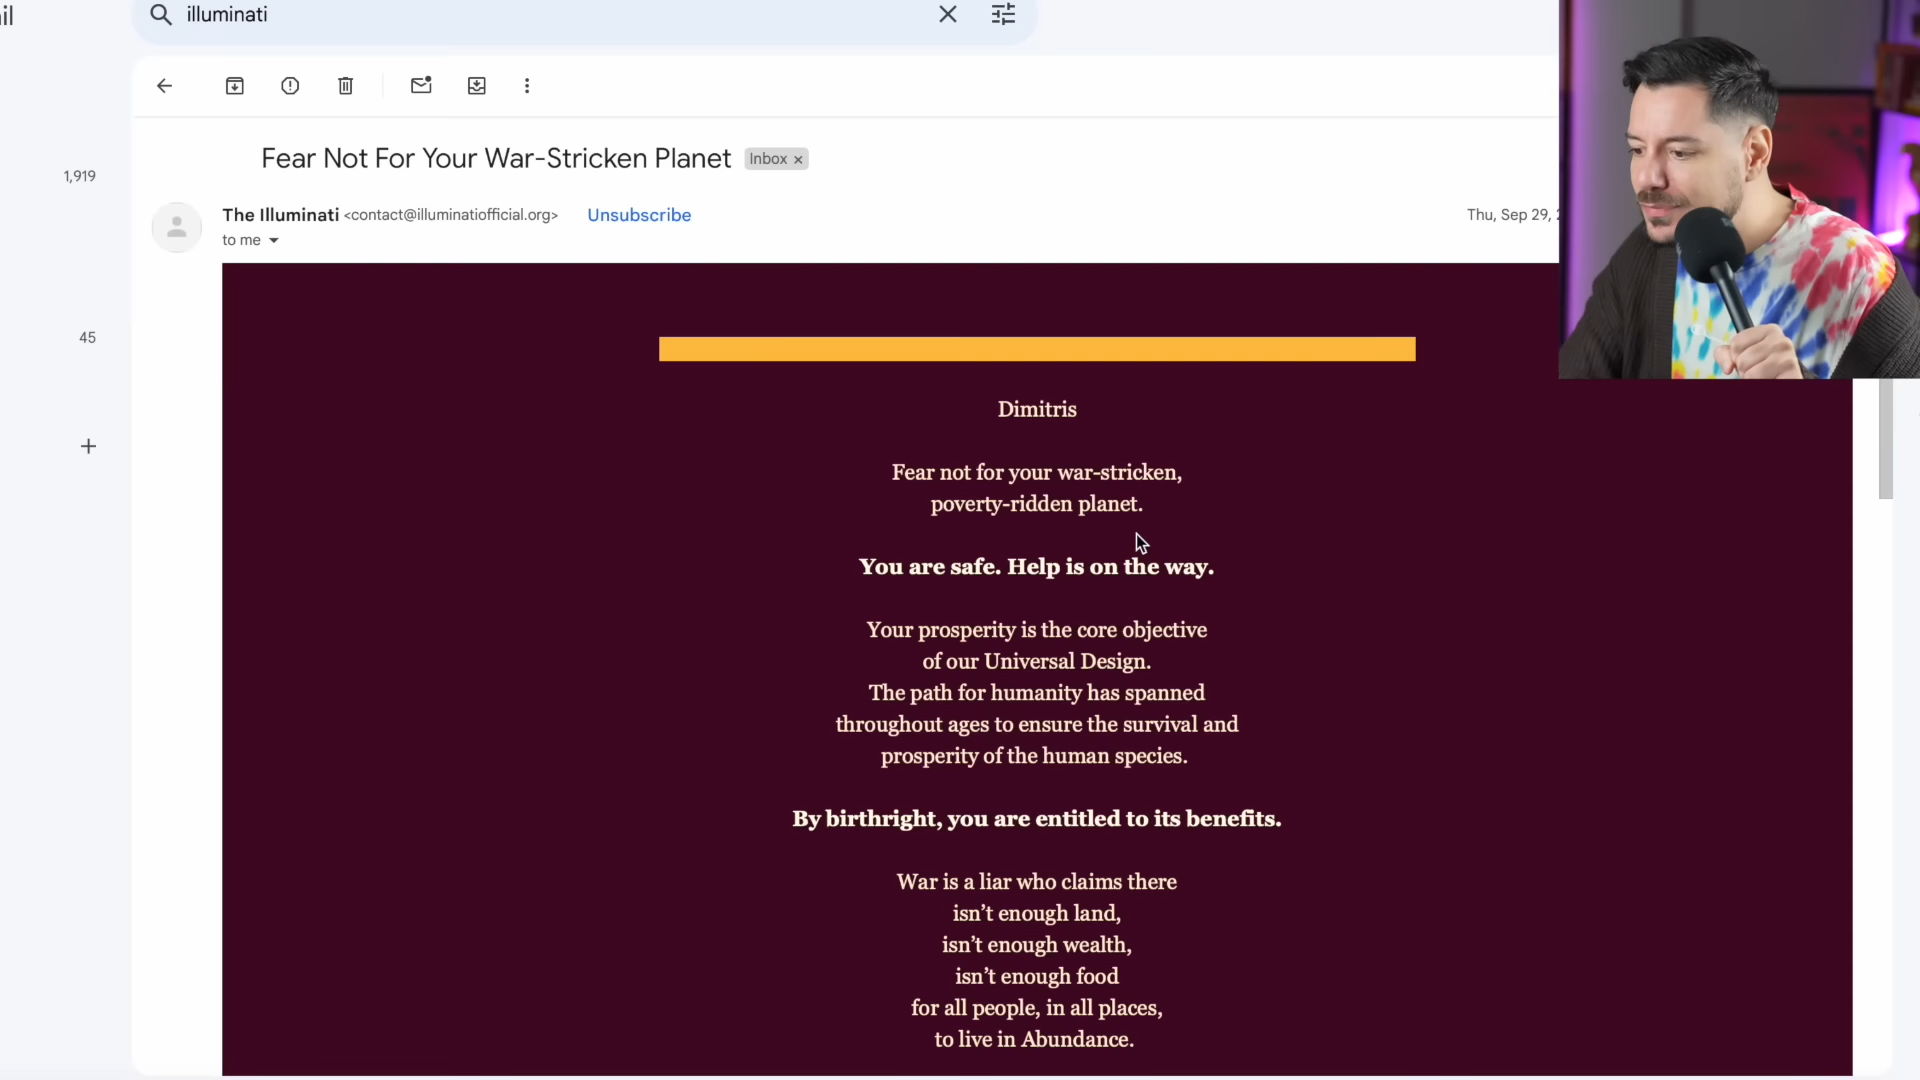 il
illuminati
Fear Not For Your War-Stricken Planet Inbox ×
1,919
The Illuminati <contact@illuminatiofficial.org> Unsubscribe
Thu, Sep 29,
to me
45
Dimitris
Fear not for your war-stricken,
poverty-ridden planet.
You are safe. Help is on the way.
Your prosperity is the core objective
of our Universal Design.
The path for humanity has spanned
throughout ages to ensure the survival and
prosperity of the human species.
By birthright, you are entitled to its benefits.
War is a liar who claims there
isn’t enough land,
isn’t enough wealth,
isn’t enough food
for all people, in all places,
to live in Abundance.